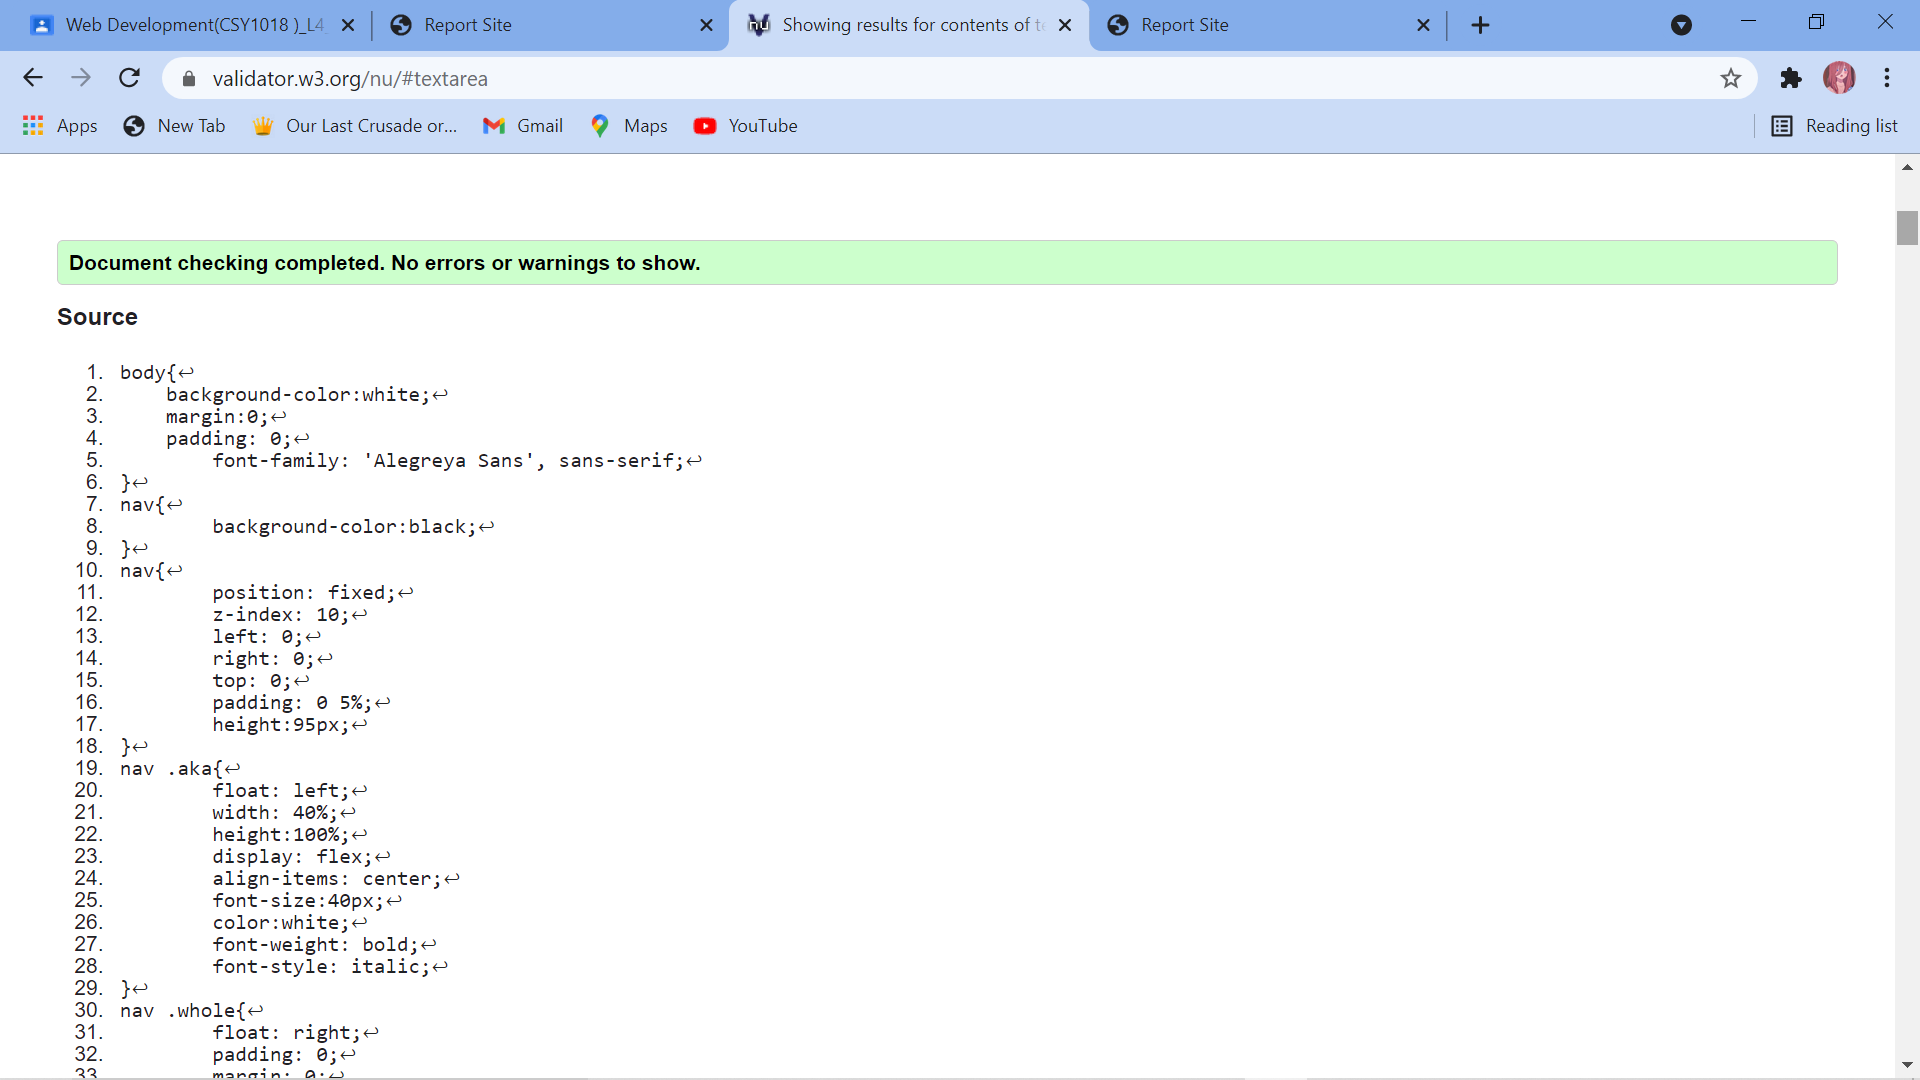 Web Development(CSY1018 )_L4
Report Site
Showing results for contents of te
Report Site
validator.w3.org/nu/#textarea
Apps
New Tab
Our Last Crusade or...
Gmail
Maps
YouTube
Reading list
Document checking completed. No errors or warnings to show.
Source
1. body{↩
2. background-color:white;↩
3. margin:0;↩
4. padding: 0;↩
5. font-family: 'Alegreya Sans', sans-serif;↩
6. }↩
7. nav{↩
8. background-color:black;↩
9. }↩
10. nav{↩
11. position: fixed;↩
12. z-index: 10;↩
13. left: 0;↩
14. right: 0;↩
15. top: 0;↩
16. padding: 0 5%;↩
17. height:95px;↩
18. }↩
19. nav .aka{↩
20. float: left;↩
21. width: 40%;↩
22. height:100%;↩
23. display: flex;↩
24. align-items: center;↩
25. font-size:40px;↩
26. color:white;↩
27. font-weight: bold;↩
28. font-style: italic;↩
29. }↩
30. nav .whole{↩
31. float: right;↩
32. padding: 0;↩
33. margin: 0;↩